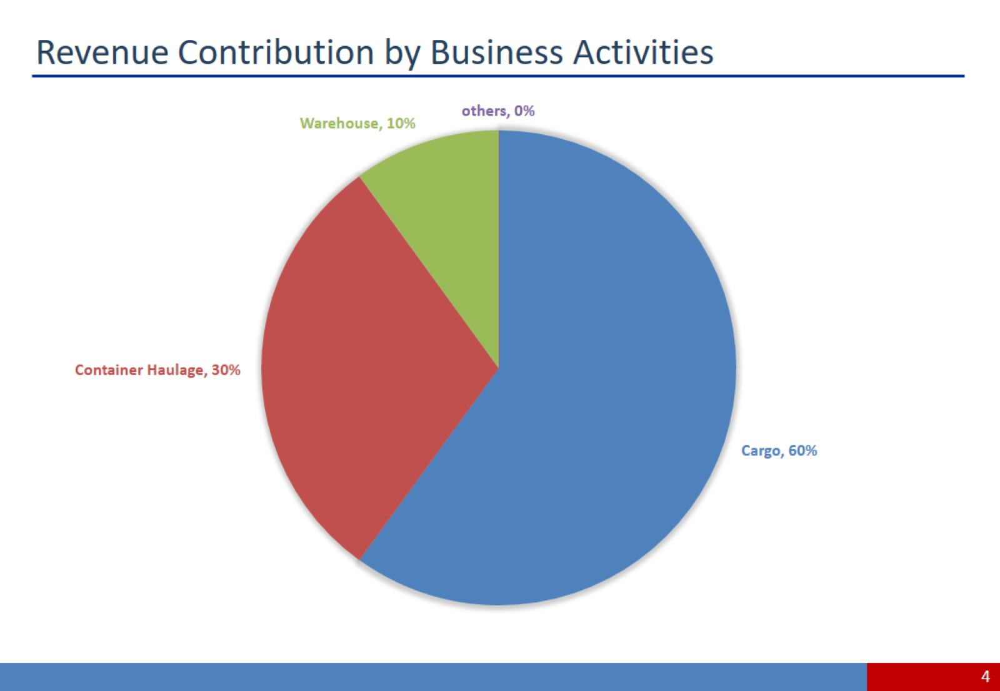 Revenue Contribution by Business Activities
others, 0%
Warehouse, 10%
Container Haulage, 30%
Cargo, 60%
4